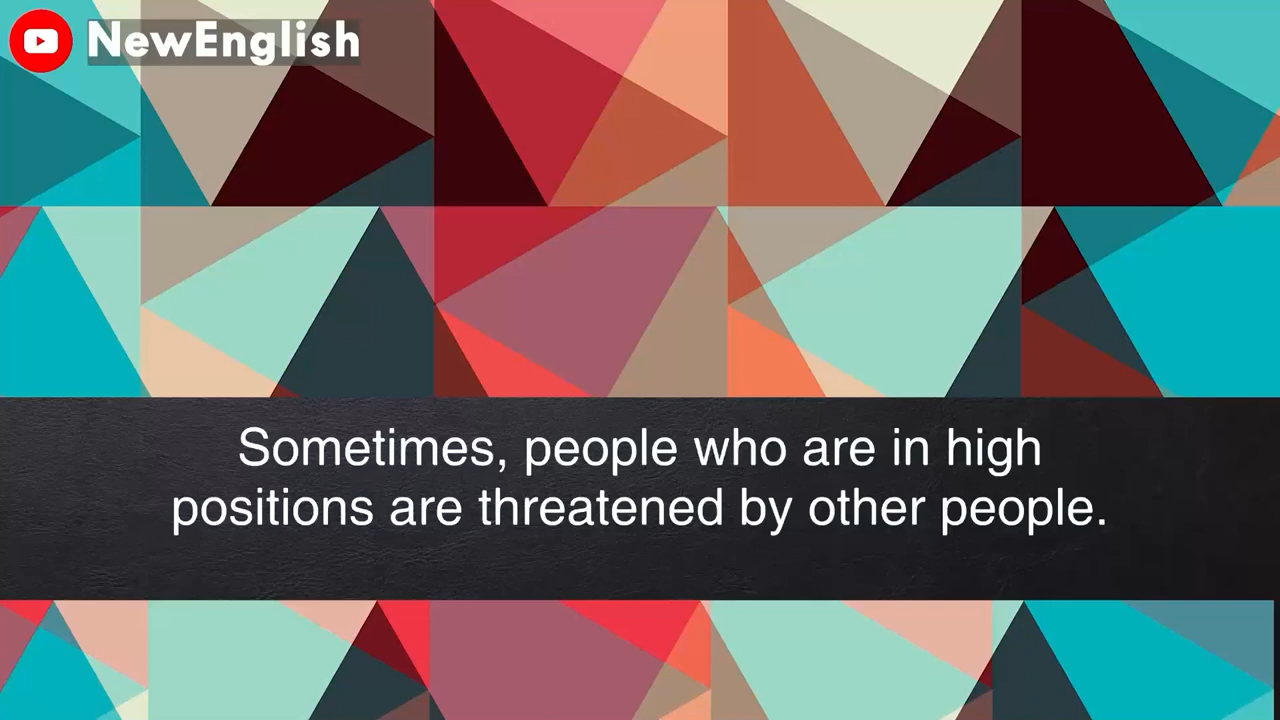 NewEnglish
Sometimes, people who are in high
positions are threatened by other people.